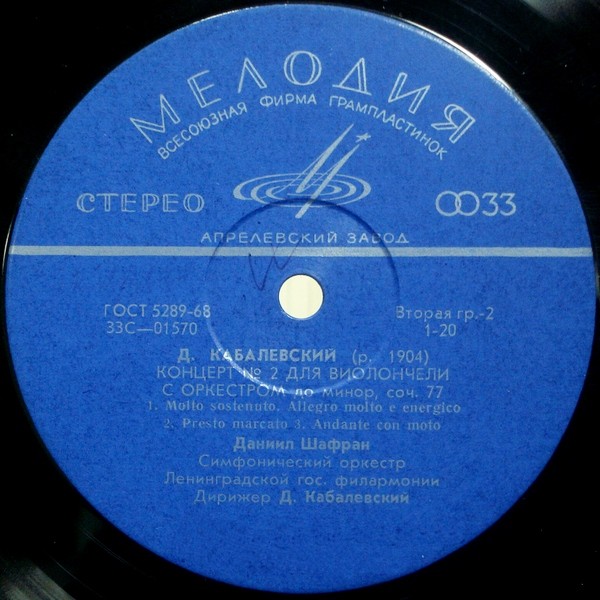 МЕЛОДИЯ
ВСЕСОЮЗНАЯ ФИРМА ГРАМПЛАСТИНОК
СТЕРЕО
33
АПРЕЛЕВСКИЙ ЗАВОД
ГОСТ 5289-68
Вторая гр.-2
33С—01570
1-20
Д. КАБАЛЕВСКИЙ (р. 1904)
КОНЦЕРТ № 2 ДЛЯ ВИОЛОНЧЕЛИ
С ОРКЕСТРОМ до минор, соч. 77
1. Molto sostenuto. Allegro molto e energico
2. Presto marcato 3. Andante con moto
Даниил Шафран
Симфонический оркестр
Ленинградской гос. филармонии
Дирижер Д. Кабалевский